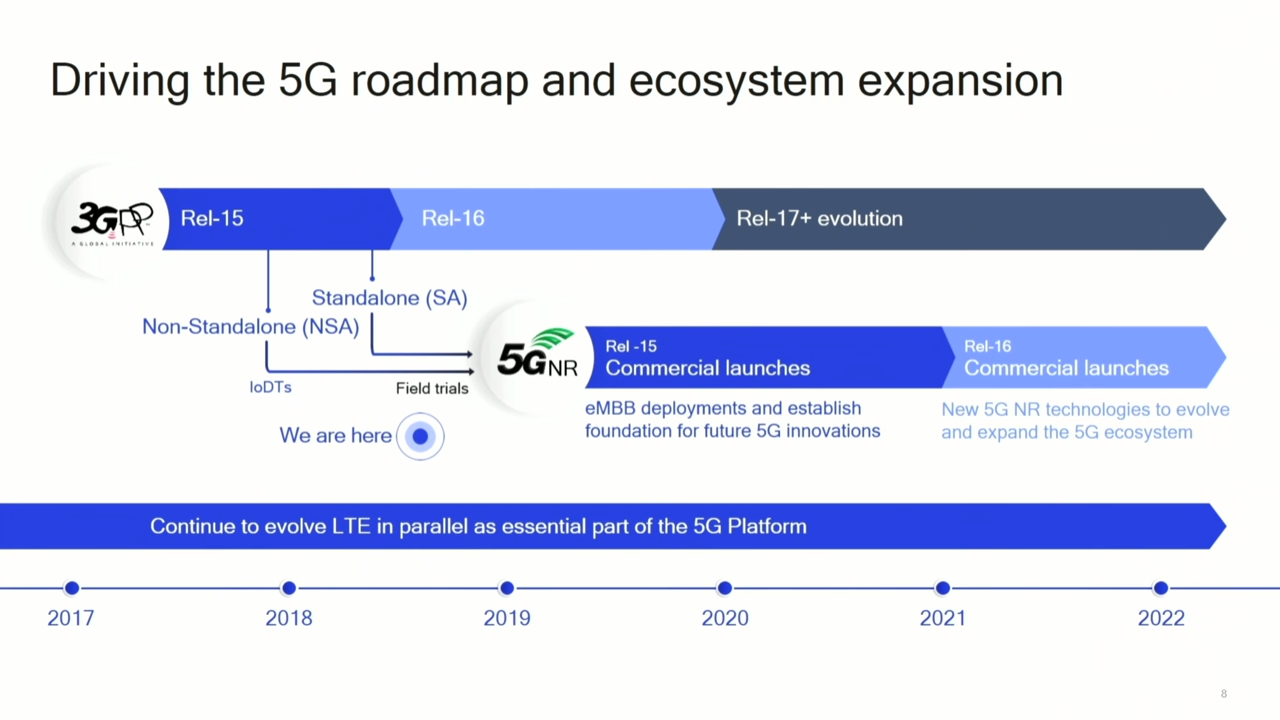 Driving the 5G roadmap and ecosystem expansion
3GPP
A GLOBAL INITIATIVE
Rel-15
Rel-16
Rel-17+ evolution
Standalone (SA)
Non-Standalone (NSA)
IoDTs
Field trials
We are here
5G NR
Rel -15
Commercial launches
eMBB deployments and establish
foundation for future 5G innovations
Rel-16
Commercial launches
New 5G NR technologies to evolve
and expand the 5G ecosystem
Continue to evolve LTE in parallel as essential part of the 5G Platform
2017
2018
2019
2020
2021
2022
8